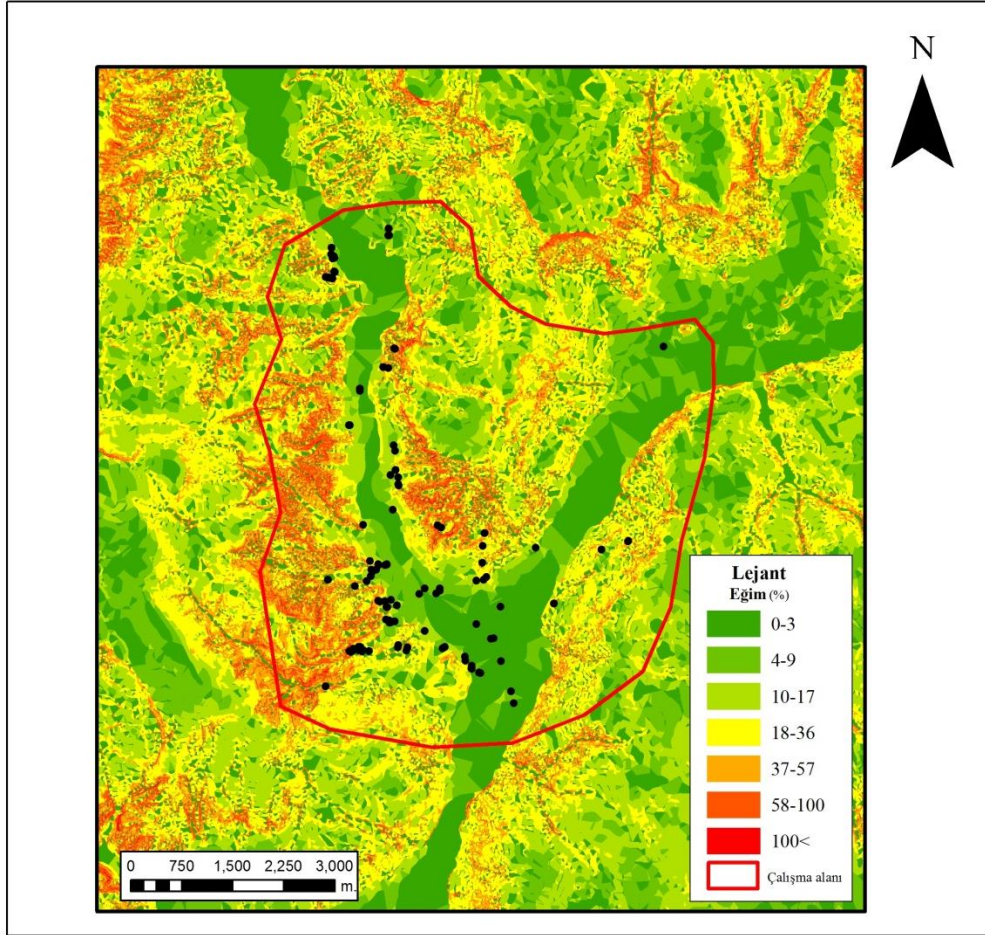 N
Lejant
Eğim (%)
0-3
4-9
10-17
18-36
37-57
58-100
100<
Çalışma alanı
0 750 1,500 2,250 3,000
m.